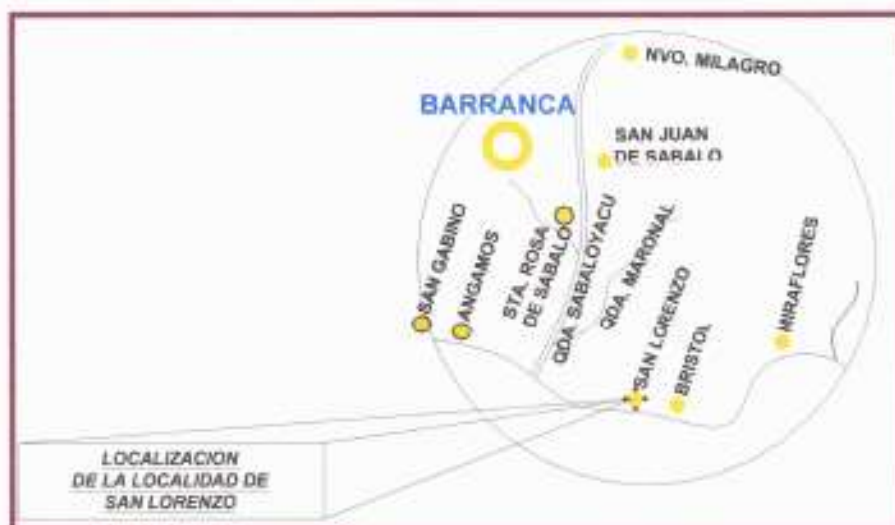 NVO. MILAGRO
BARRANCA
SAN JUAN
DE SABALO
SAN GABINO
ANGAMOS
STA. ROSA
DE SABALO
QDA. SABALOYACU
QDA. MARONAL
SAN LORENZO
BRISTOL
MIRAFLORES
LOCALIZACION
DE LA LOCALIDAD DE
SAN LORENZO